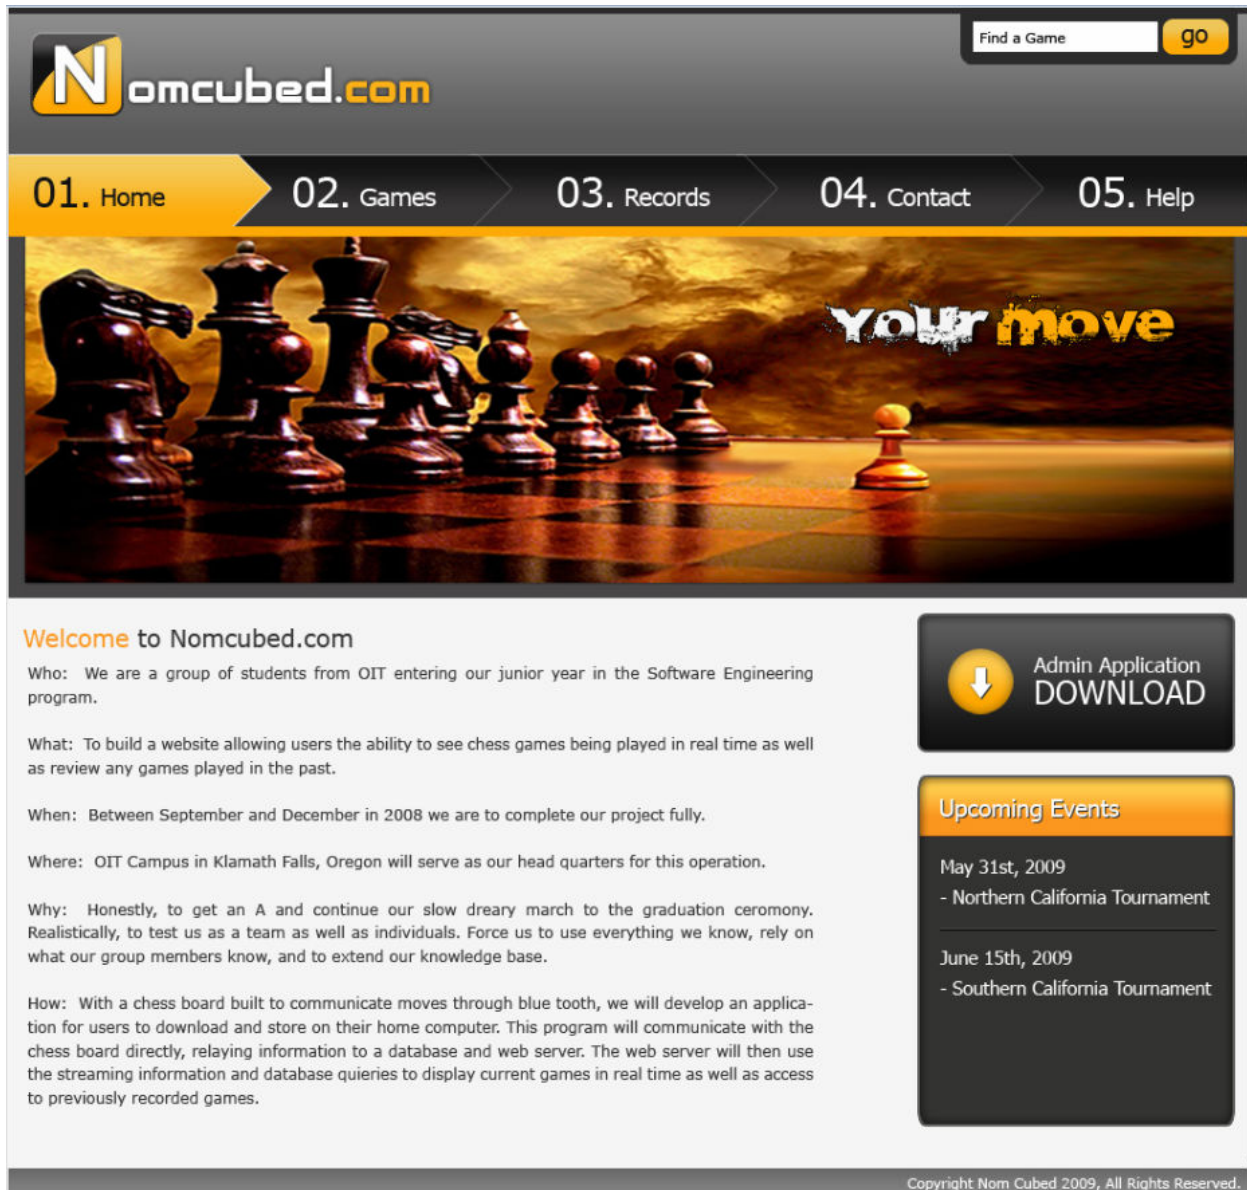 Nomcubed.com
Find a Game
go
01. Home
02. Games
03. Records
04. Contact
05. Help
Your move
Welcome to Nomcubed.com
Who: We are a group of students from OIT entering our junior year in the Software Engineering
program.
What: To build a website allowing users the ability to see chess games being played in real time as well
as review any games played in the past.
When: Between September and December in 2008 we are to complete our project fully.
Where: OIT Campus in Klamath Falls, Oregon will serve as our head quarters for this operation.
Why: Honestly, to get an A and continue our slow dreary march to the graduation ceromony.
Realistically, to test us as a team as well as individuals. Force us to use everything we know, rely on
what our group members know, and to extend our knowledge base.
How: With a chess board built to communicate moves through blue tooth, we will develop an applica-
tion for users to download and store on their home computer. This program will communicate with the
chess board directly, relaying information to a database and web server. The web server will then use
the streaming information and database quieries to display current games in real time as well as access
to previously recorded games.
Admin Application
DOWNLOAD
Upcoming Events
May 31st, 2009
- Northern California Tournament
June 15th, 2009
- Southern California Tournament
Copyright Nom Cubed 2009, All Rights Reserved.